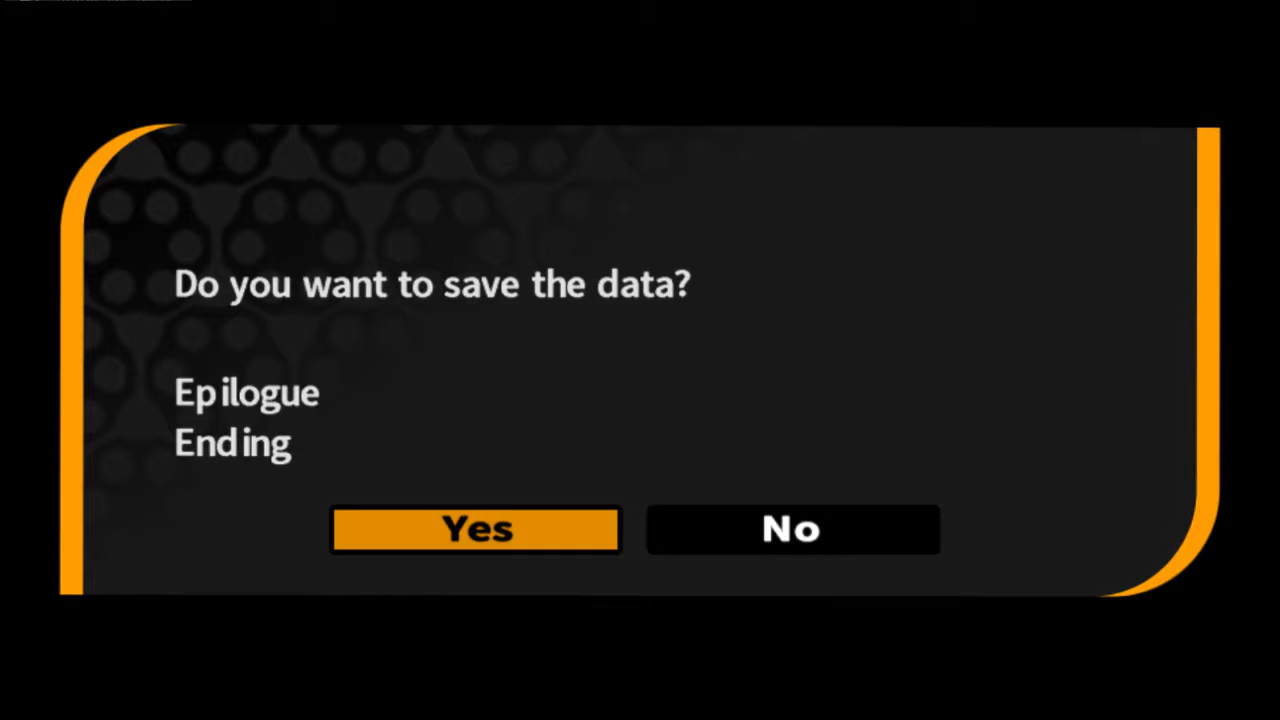 Do you want to save the data?
Epilogue
Ending
Yes
No